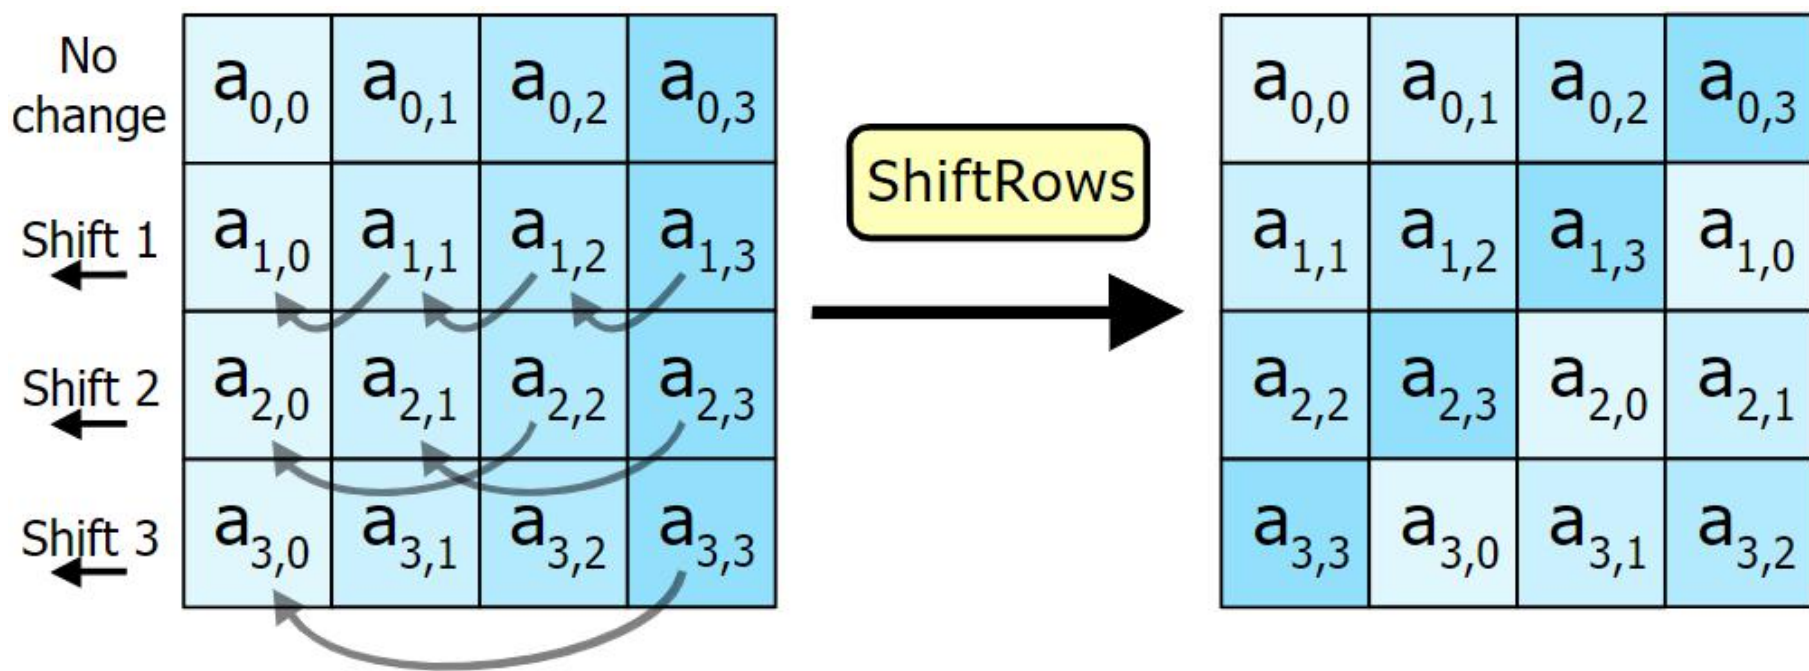 No
change
a0,0 a0,1 a0,2 a0,3
Shift 1
a1,0 a1,1 a1,2 a1,3
Shift 2
a2,0 a2,1 a2,2 a2,3
Shift 3
a3,0 a3,1 a3,2 a3,3
ShiftRows
a0,0 a0,1 a0,2 a0,3
a1,1 a1,2 a1,3 a1,0
a2,2 a2,3 a2,0 a2,1
a3,3 a3,0 a3,1 a3,2